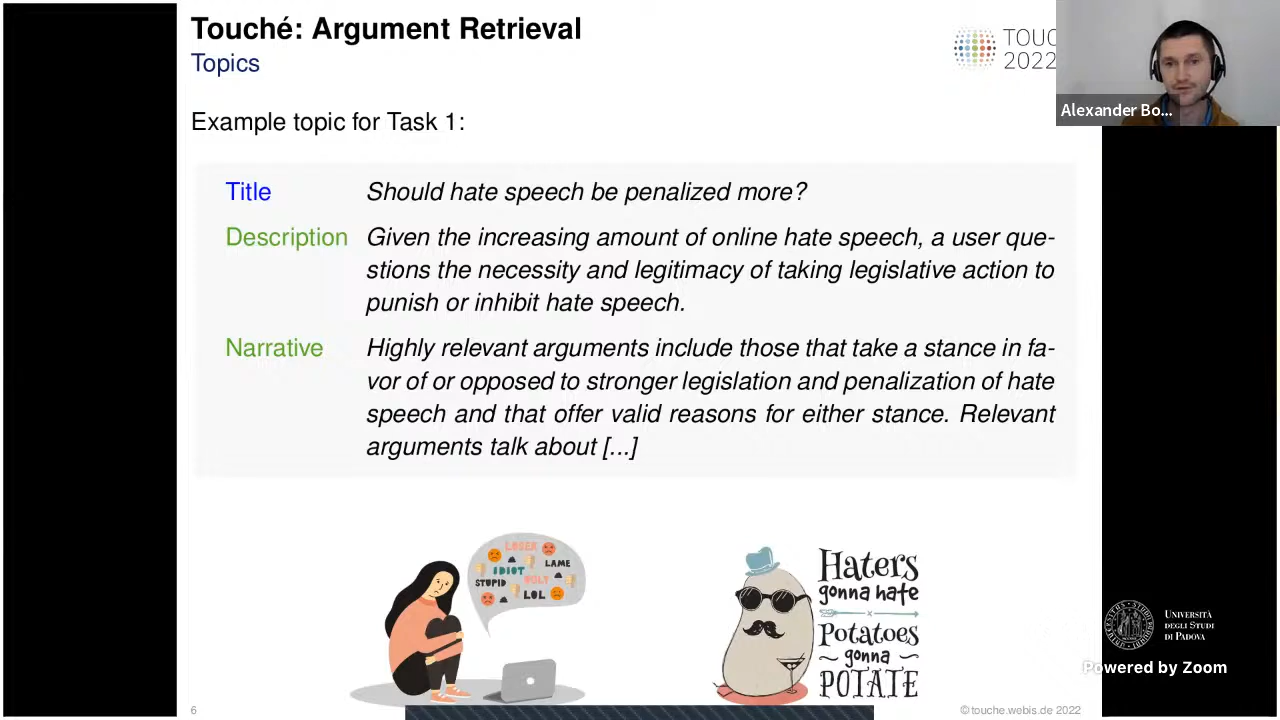 Touché: Argument Retrieval
Topics
TOUC
2022
Alexander Bo...
Example topic for Task 1:
Title Should hate speech be penalized more?
Description Given the increasing amount of online hate speech, a user que-
stions the necessity and legitimacy of taking legislative action to
punish or inhibit hate speech.
Narrative Highly relevant arguments include those that take a stance in fa-
vor of or opposed to stronger legislation and penalization of hate
speech and that offer valid reasons for either stance. Relevant
arguments talk about [...]
LOSER
IDIOT
LAME
STUPID
UGLY
LOL
Haters
gonna hate
Potatoes
gonna
POTATE
UNIVERSITÀ
DEGLI STUDI
DI PADOVA
Powered by Zoom
6
© touche.webis.de 2022